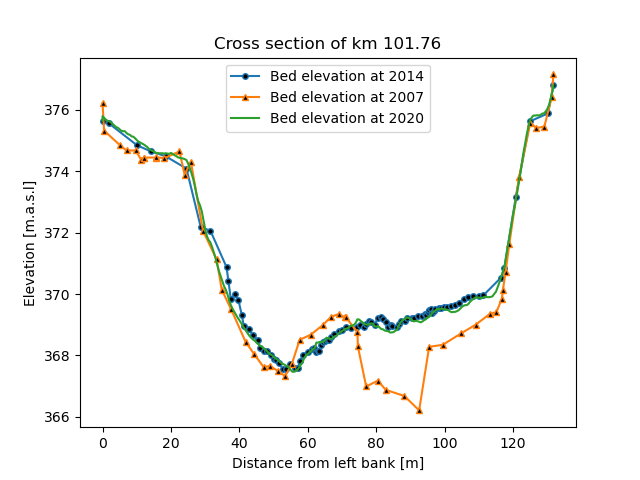 Cross section of km 101.76
Bed elevation at 2014
Bed elevation at 2007
Bed elevation at 2020
Elevation [m.a.s.l]
376
374
372
370
368
366
0 20 40 60 80 100 120
Distance from left bank [m]